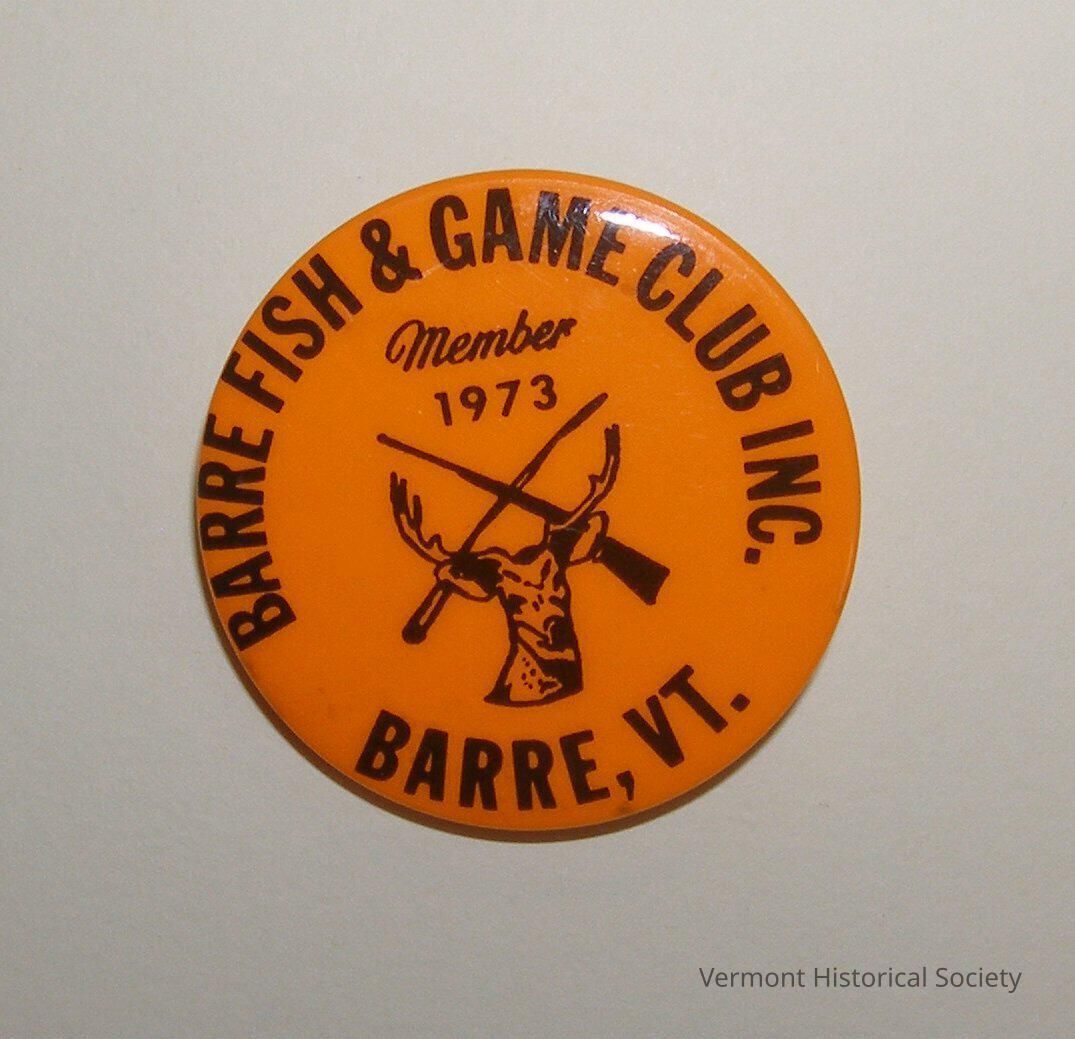 BARRE FISH & GAME CLUB INC.
Member
1973
BARRE, VT.
Vermont Historical Society